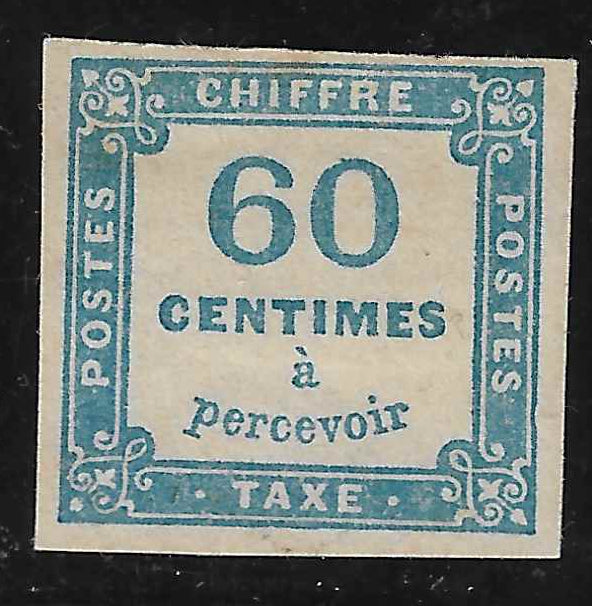 CHIFFRE
POSTES
60
CENTIMES
à
percevoir
POSTES
· TAXE ·